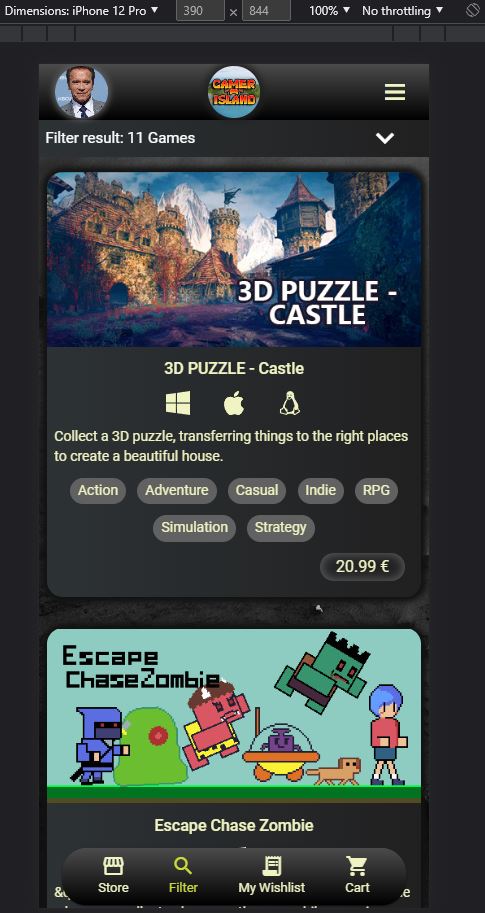 Dimensions: iPhone 12 Pro 390 × 844 100% No throttling
GAMER
ISLAND
Filter result: 11 Games
3D PUZZLE -
CASTLE
3D PUZZLE - Castle
Collect a 3D puzzle, transferring things to the right places
to create a beautiful house.
Action Adventure Casual Indie RPG
Simulation Strategy
20.99 €
Escape
ChaseZombie
Escape Chase Zombie
Store Filter My Wishlist Cart